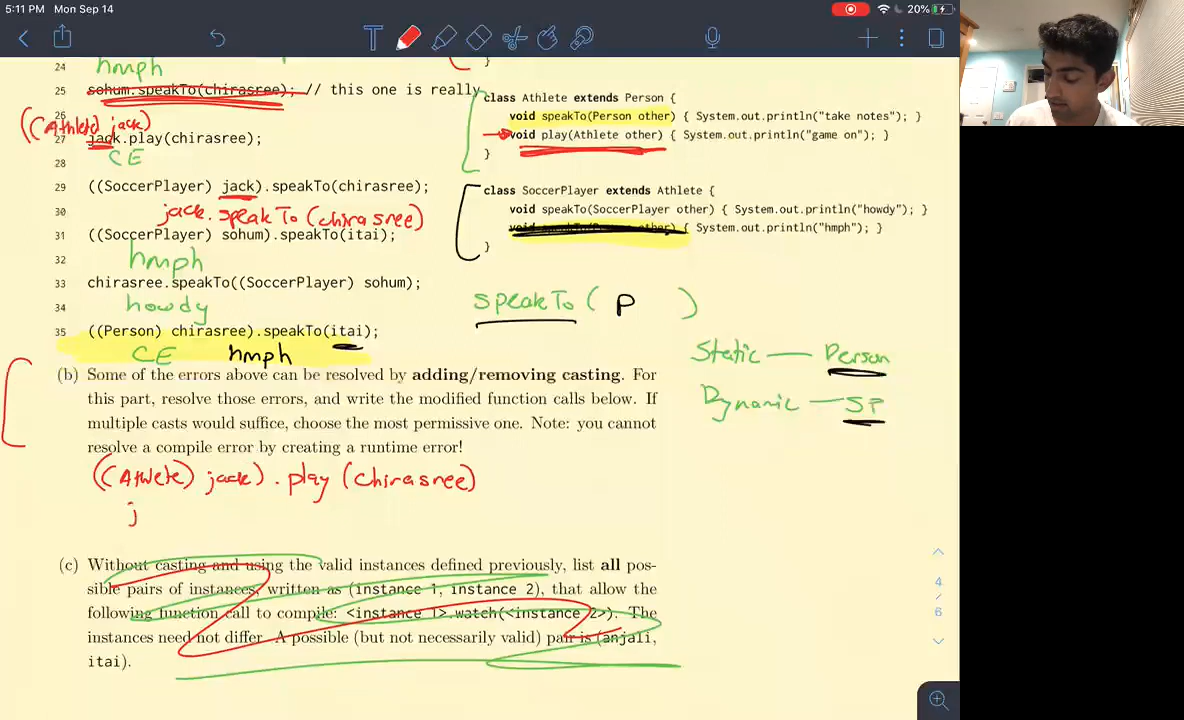 5:11 PM Mon Sep 14
20%
24
hmph
}
25 sohum.speakTo(chirasree); // this one is really
26
((Athlete) jack)
27 jack.play(chirasree);
28
CE
29 ((SoccerPlayer) jack).speakTo(chirasree);
30
jack.speakTo(chirasree)
31 ((SoccerPlayer) sohum).speakTo(itai);
32
hmph
33 chirasree.speakTo((SoccerPlayer) sohum);
34
howdy
35 ((Person) chirasree).speakTo(itai);
CE hmph
class Athlete extends Person {
void speakTo(Person other) { System.out.println("take notes"); }
void play(Athlete other) { System.out.println("game on"); }
}
class SoccerPlayer extends Athlete {
void speakTo(SoccerPlayer other) { System.out.println("howdy"); }
void speakTo(Person other) { System.out.println("hmph"); }
}
speakTo ( P )
Static — Person
Dynamic — SP
(b) Some of the errors above can be resolved by adding/removing casting. For
this part, resolve those errors, and write the modified function calls below. If
multiple casts would suffice, choose the most permissive one. Note: you cannot
resolve a compile error by creating a runtime error!
((Athlete) jack).play (chirasree)
j
(c) Without casting and using the valid instances defined previously, list all pos-
sible pairs of instances, written as (instance 1, instance 2), that allow the
following function call to compile: <instance 1>.watch(<instance 2>). The
instances need not differ. A possible (but not necessarily valid) pair is (anjali,
itai).
4
/
6